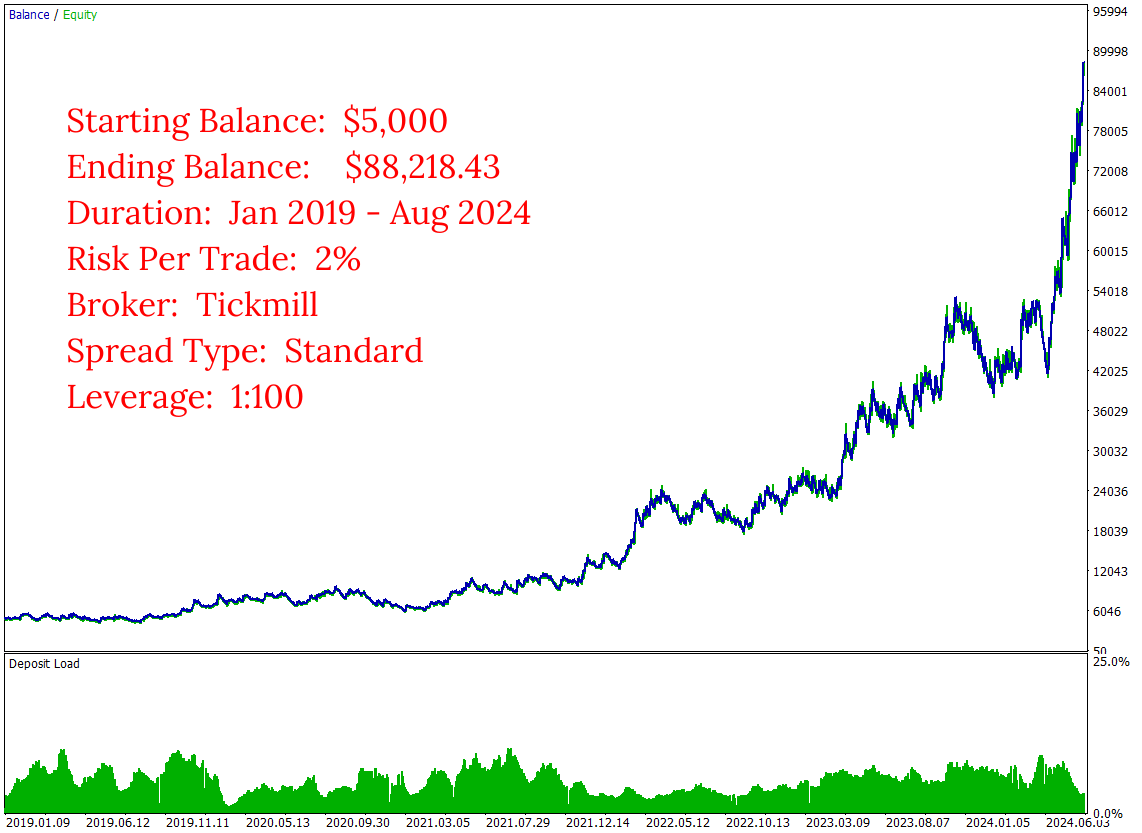 Balance / Equity
95994
89998
84001
78005
72008
66012
60015
54018
48022
42025
36029
30032
24036
18039
12043
6046
50
Starting Balance: $5,000
Ending Balance: $88,218.43
Duration: Jan 2019 - Aug 2024
Risk Per Trade: 2%
Broker: Tickmill
Spread Type: Standard
Leverage: 1:100
Deposit Load
25.0%
0.0%
2019.01.09 2019.06.12 2019.11.11 2020.05.13 2020.09.30 2021.03.05 2021.07.29 2021.12.14 2022.05.12 2022.10.13 2023.03.09 2023.08.07 2024.01.05 2024.06.03